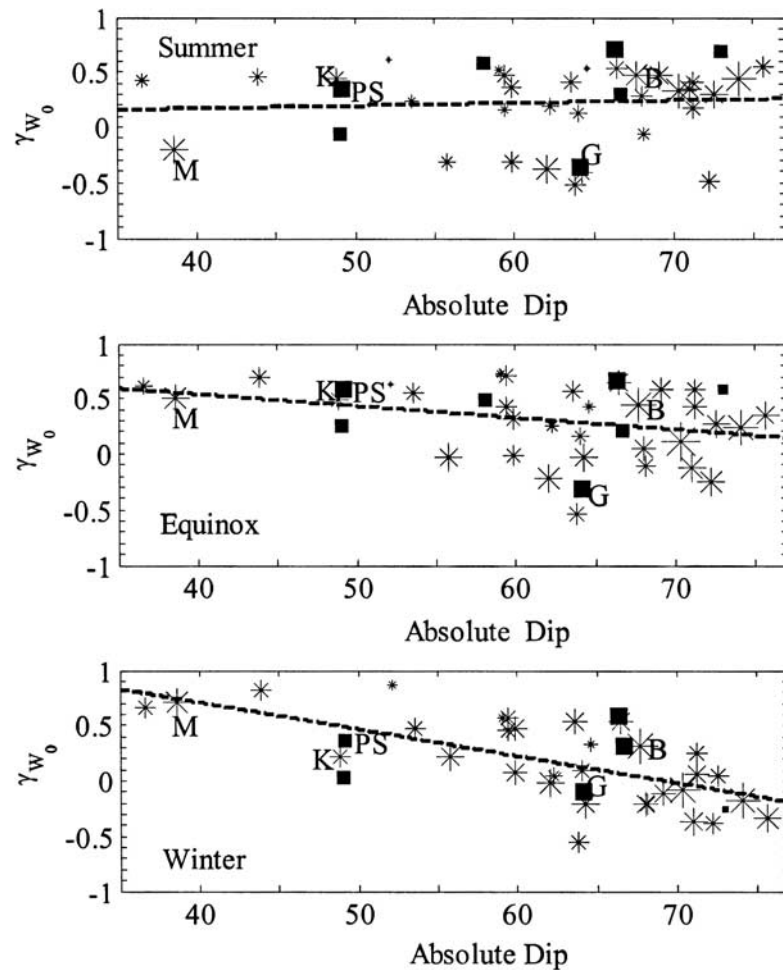 Summer
1
0.5
0
-0.5
-1
γW₀
K
PS
B
M
G
40 50 60 70
Absolute Dip
1
0.5
0
-0.5
-1
γW₀
K
PS
B
M
G
Equinox
40 50 60 70
Absolute Dip
1
0.5
0
-0.5
-1
γW₀
M
PS
K
B
G
Winter
40 50 60 70
Absolute Dip